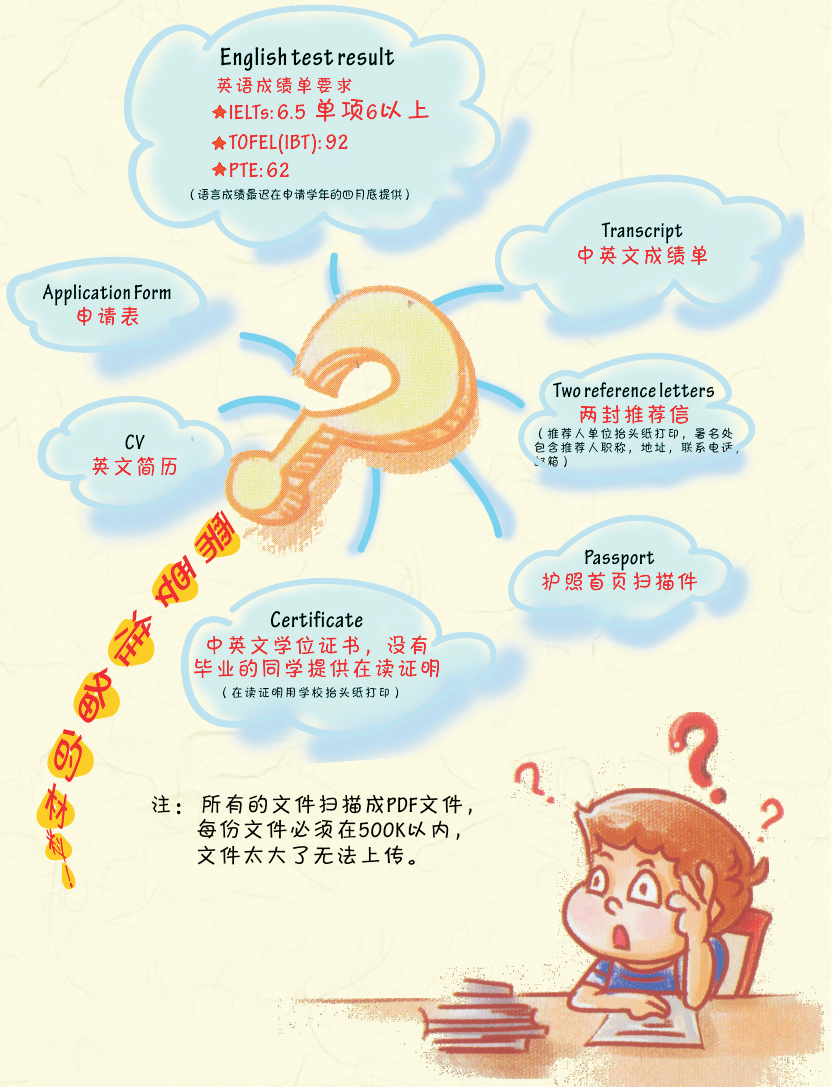 English test result
英语成绩单要求
IELTs: 6.5 单项6以上
TOFEL(IBT): 92
PTE: 62
(语言成绩最迟在申请学年的四月底提供)
Transcript
中英文成绩单
Application Form
申请表
Two reference letters
两封推荐信
(推荐人单位抬头纸打印，署名处
包含推荐人职称，地址，联系电话，
箱)
CV
英文简历
Passport
护照首页扫描件
Certificate
中英文学位证书，没有
毕业的同学提供在读证明
(在读证明用学校抬头纸打印)
需要准备的材料！
注：所有的文件扫描成PDF文件，
每份文件必须在500K以内，
文件太大了无法上传。